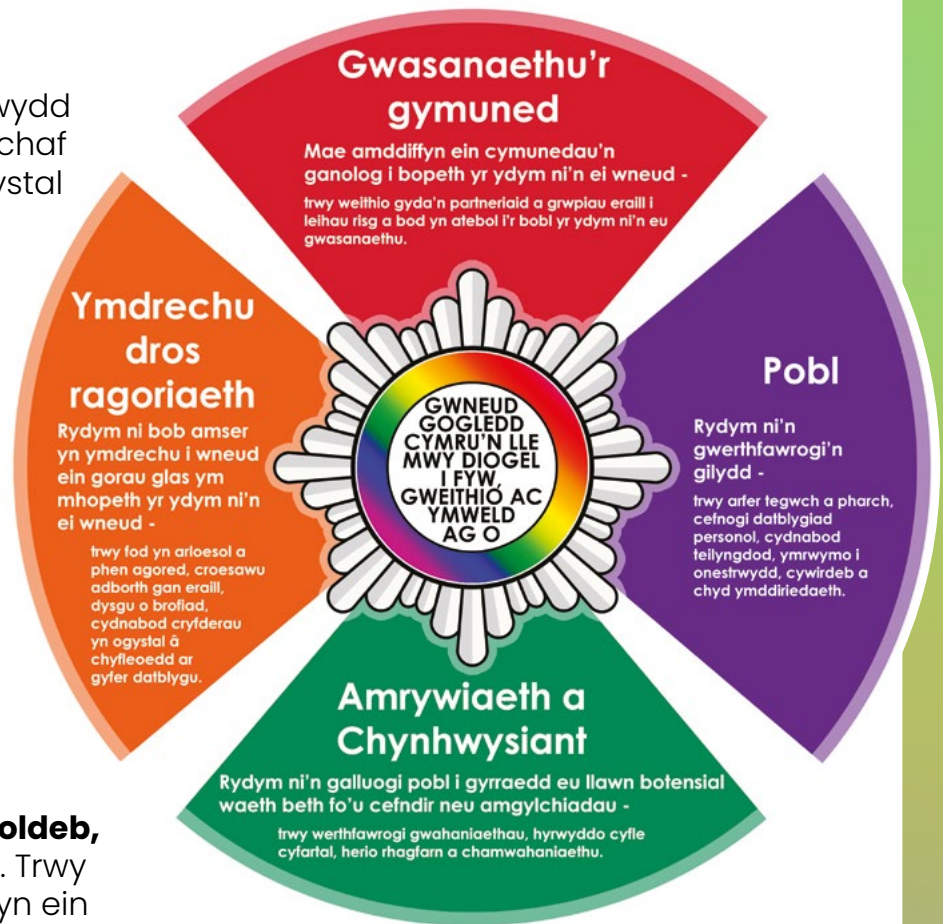 Gwasanaethu'r
gymuned
Mae amddiffyn ein cymunedau'n
ganolog i bopeth yr ydym ni'n ei wneud -
trwy weithio gyda'n partneriaid a grwpiau eraill i
leihau risg a bod yn atebol i'r bobl yr ydym ni'n eu
gwasanaethu.
Ymdrechu
dros
ragoriaeth
Rydym ni bob amser
yn ymdrechu i wneud
ein gorau glas ym
mhopeth yr ydym ni'n
ei wneud -
trwy fod yn arloesol a
phen agored, croesawu
adborth gan eraill,
dysgu o brofiad,
cydnabod cryfderau
yn ogystal â
chyfleoedd ar
gyfer datblygu.
GWNEUD
GOGLEDD
CYMRU'N LLE
MWY DIOGEL
I FYW,
GWEITHIO AC
YMWELD
AG O
Pobl
Rydym ni'n
gwerthfawrogi'n
gilydd -
trwy arfer tegwch a pharch,
cefnogi datblygiad
personol, cydnabod
teilyngdod, ymrwymo i
onestrwydd, cywirdeb a
chyd ymddiriedaeth.
Amrywiaeth a
Chynhwysiant
Rydym ni'n galluogi pobl i gyrraedd eu llawn botensial
waeth beth fo'u cefndir neu amgylchiadau -
trwy werthfawrogi gwahaniaethau, hyrwyddo cyfle
cyfartal, herio rhagfarn a chamwahaniaethu.
wydd
chaf
ystal
oldeb,
. Trwy
yn ein